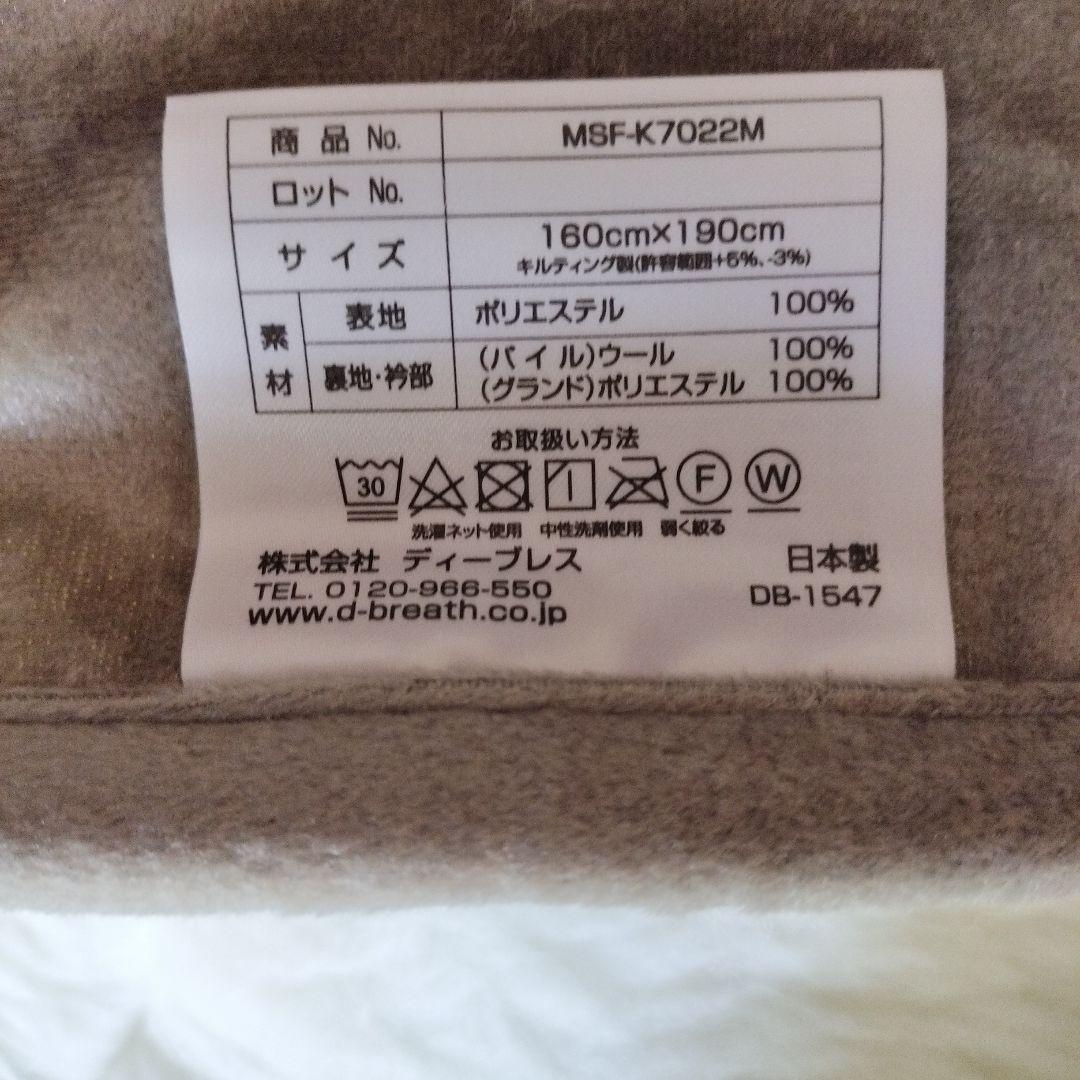 商品 No. MSF-K7022M
ロット No.
サイズ 160cm×190cm
キルティング製(許容範囲+5%、-3%)
素材 表地 ポリエステル 100%
裏地・衿部 (パイル)ウール 100%
(グランド)ポリエステル 100%
お取扱い方法
30 F W
洗濯ネット使用 中性洗剤使用 弱く絞る
株式会社 ディーブレス 日本製
TEL. 0120-966-550 DB-1547
www.d-breath.co.jp